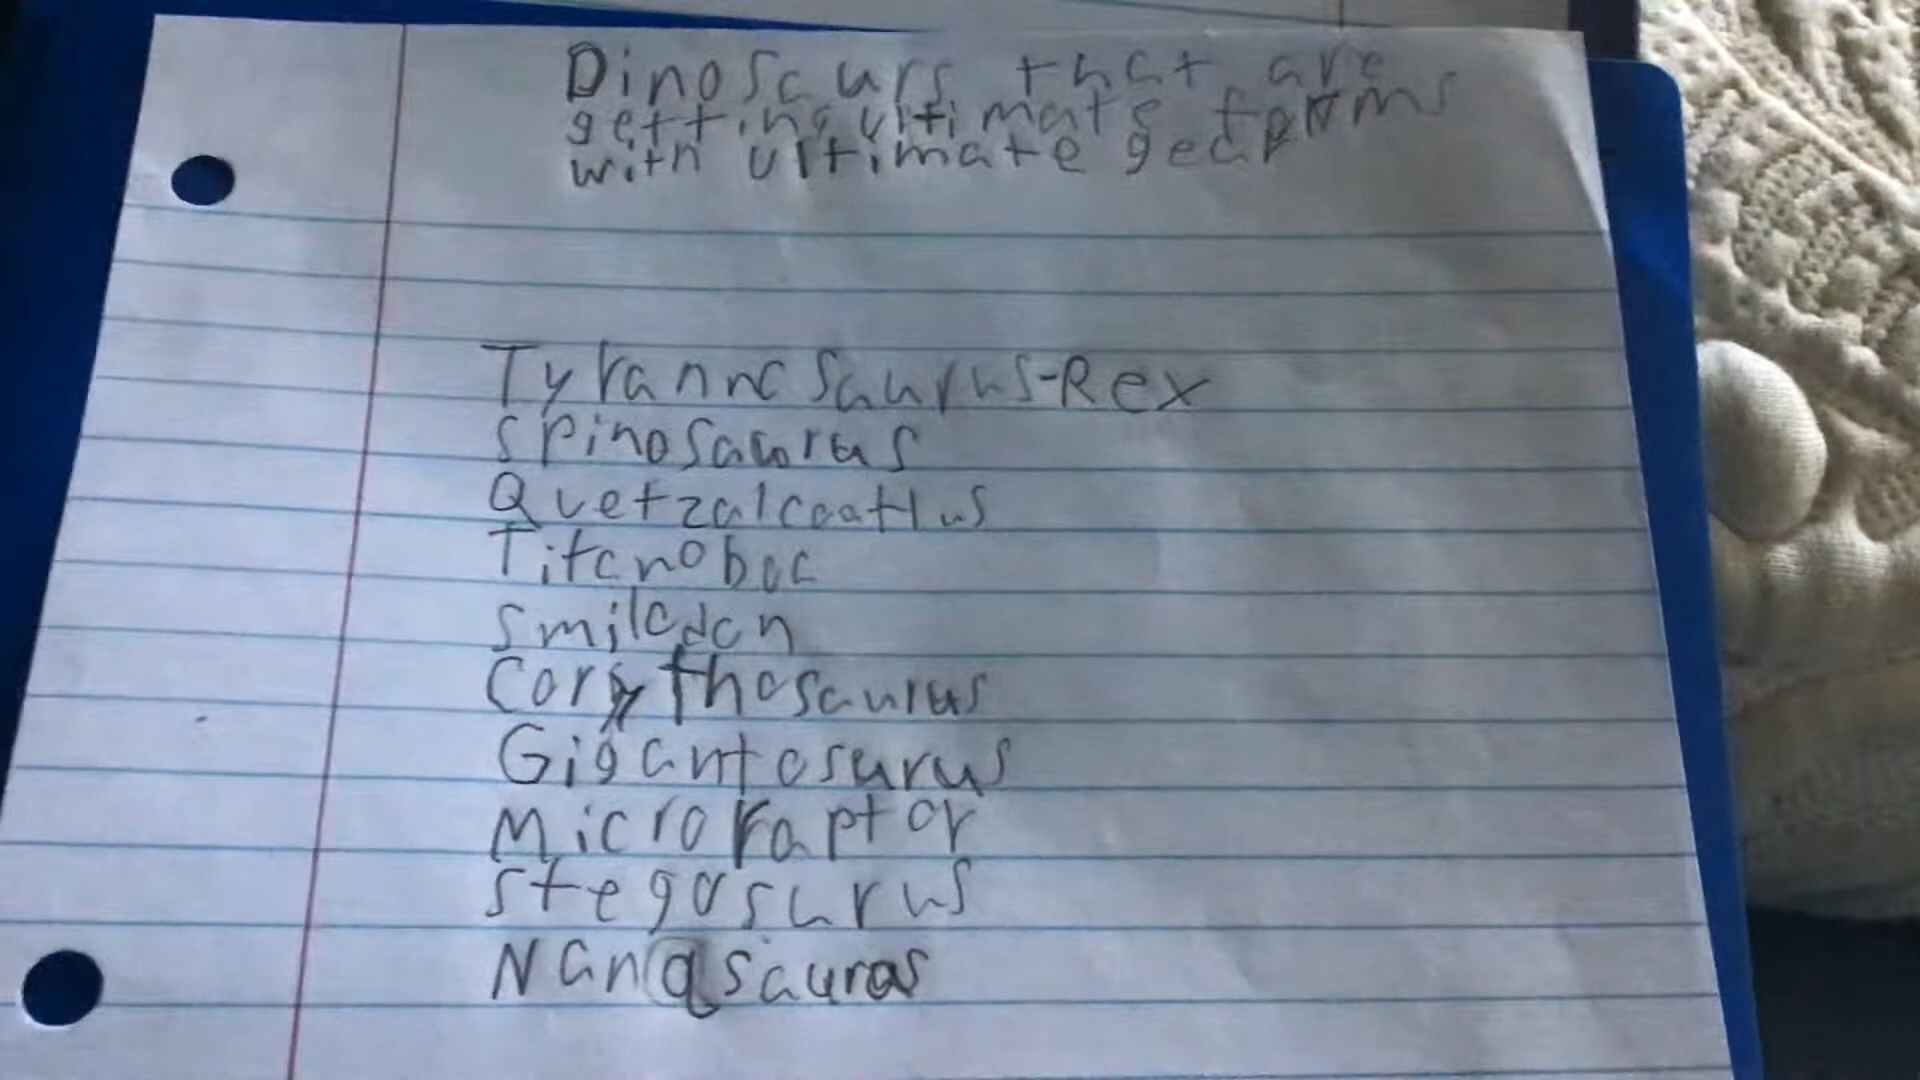 Dinosaurs that are
getting ultimate forms
with ultimate gear
Tyrannosaurus-Rex
Spinosaurus
Quetzalcoatlus
Titanoboa
Smilodon
Corythosaurus
Gigantosurus
Microraptor
Stegosurus
Nanqsauras